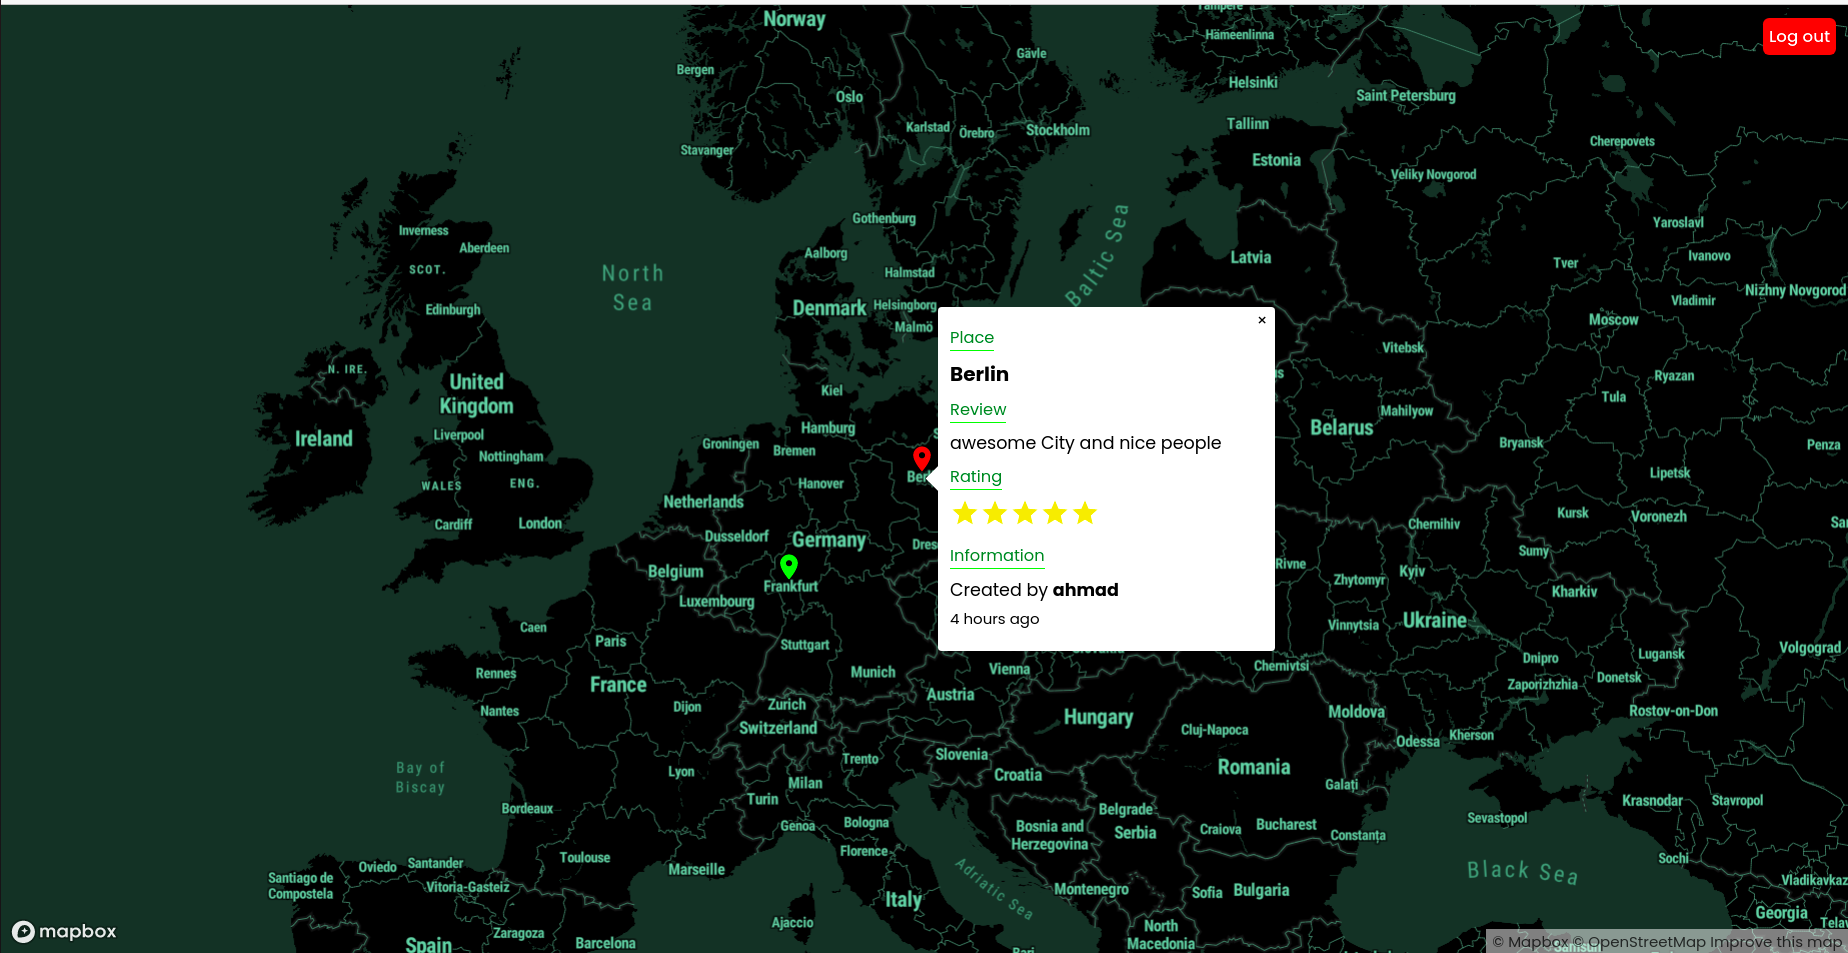 Norway
Tampere
Hämeenlinna
Log out
Gävle
Bergen
Helsinki
Oslo
Saint Petersburg
Karlstad
Örebro
Stockholm
Tallinn
Cherepovets
Stavanger
Estonia
Veliky Novgorod
Gothenburg
Yaroslavl
Inverness
Aberdeen
Aalborg
Baltic Sea
Latvia
Tver
Ivanovo
SCOT.
North
Sea
Halmstad
Nizhny Novgorod
Vladimir
Edinburgh
Denmark
Helsingborg
Malmö
Moscow
×
Place
Vitebsk
N. IRE.
Berlin
Ryazan
United
Kingdom
Kiel
Tula
Review
Mahilyow
Ireland
Liverpool
Hamburg
Belarus
Groningen
Bremen
awesome City and nice people
Bryansk
Penza
Nottingham
Rating
Lipetsk
WALES
ENG.
Hanover
Netherlands
Cardiff
London
Kursk
Voronezh
Chernihiv
Dusseldorf
Germany
Information
Sumy
Belgium
Rivne
Zhytomyr
Kyiv
Frankfurt
Created by ahmad
Kharkiv
Luxembourg
4 hours ago
Ukraine
Vinnytsia
Caen
Paris
Stuttgart
Volgograd
Lugansk
Dnipro
Rennes
Munich
Vienna
Chernivtsi
Donetsk
France
Austria
Zaporizhzhia
Nantes
Dijon
Zurich
Switzerland
Hungary
Moldova
Rostov-on-Don
Cluj-Napoca
Odessa
Kherson
Slovenia
Trento
Bay of
Biscay
Lyon
Milan
Croatia
Romania
Galați
Turin
Krasnodar
Stavropol
Bordeaux
Belgrade
Genoa
Bologna
Bosnia and
Herzegovina
Serbia
Craiova
Bucharest
Constanța
Sevastopol
Florence
Toulouse
Sochi
Oviedo
Santander
Marseille
Black Sea
Santiago de
Compostela
Vitoria-Gasteiz
Adriatic Sea
Montenegro
Sofia
Bulgaria
Vladikavkaz
Italy
Georgia
Ajaccio
mapbox
Zaragoza
North
Macedonia
Spain
Barcelona
© Mapbox © OpenStreetMap Improve this map